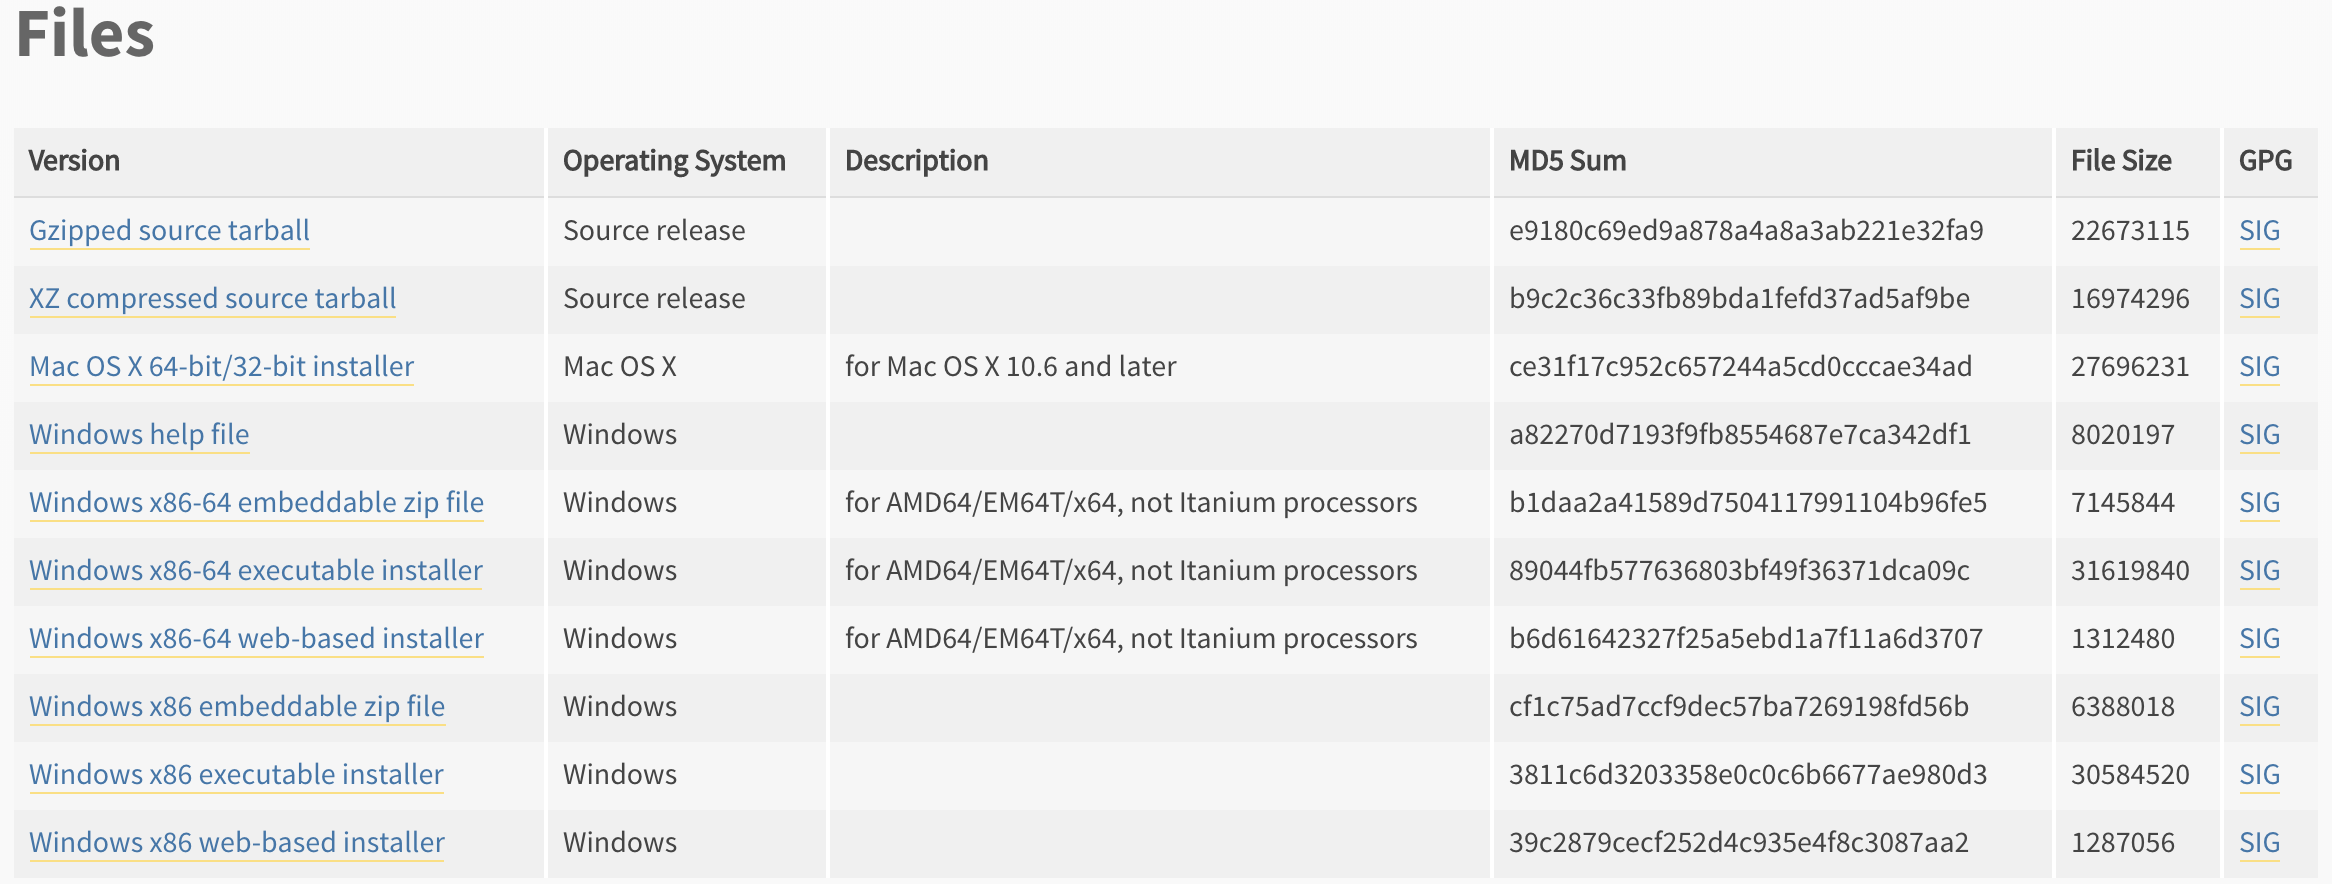 Files
Version Operating System Description MD5 Sum File Size GPG
Gzipped source tarball Source release e9180c69ed9a878a4a8a3ab221e32fa9 22673115 SIG
XZ compressed source tarball Source release b9c2c36c33fb89bda1fefd37ad5af9be 16974296 SIG
Mac OS X 64-bit/32-bit installer Mac OS X for Mac OS X 10.6 and later ce31f17c952c657244a5cd0cccae34ad 27696231 SIG
Windows help file Windows a82270d7193f9fb8554687e7ca342df1 8020197 SIG
Windows x86-64 embeddable zip file Windows for AMD64/EM64T/x64, not Itanium processors b1daa2a41589d7504117991104b96fe5 7145844 SIG
Windows x86-64 executable installer Windows for AMD64/EM64T/x64, not Itanium processors 89044fb577636803bf49f36371dca09c 31619840 SIG
Windows x86-64 web-based installer Windows for AMD64/EM64T/x64, not Itanium processors b6d61642327f25a5ebd1a7f11a6d3707 1312480 SIG
Windows x86 embeddable zip file Windows cf1c75ad7ccf9dec57ba7269198fd56b 6388018 SIG
Windows x86 executable installer Windows 3811c6d3203358e0c0c6b6677ae980d3 30584520 SIG
Windows x86 web-based installer Windows 39c2879cecf252d4c935e4f8c3087aa2 1287056 SIG